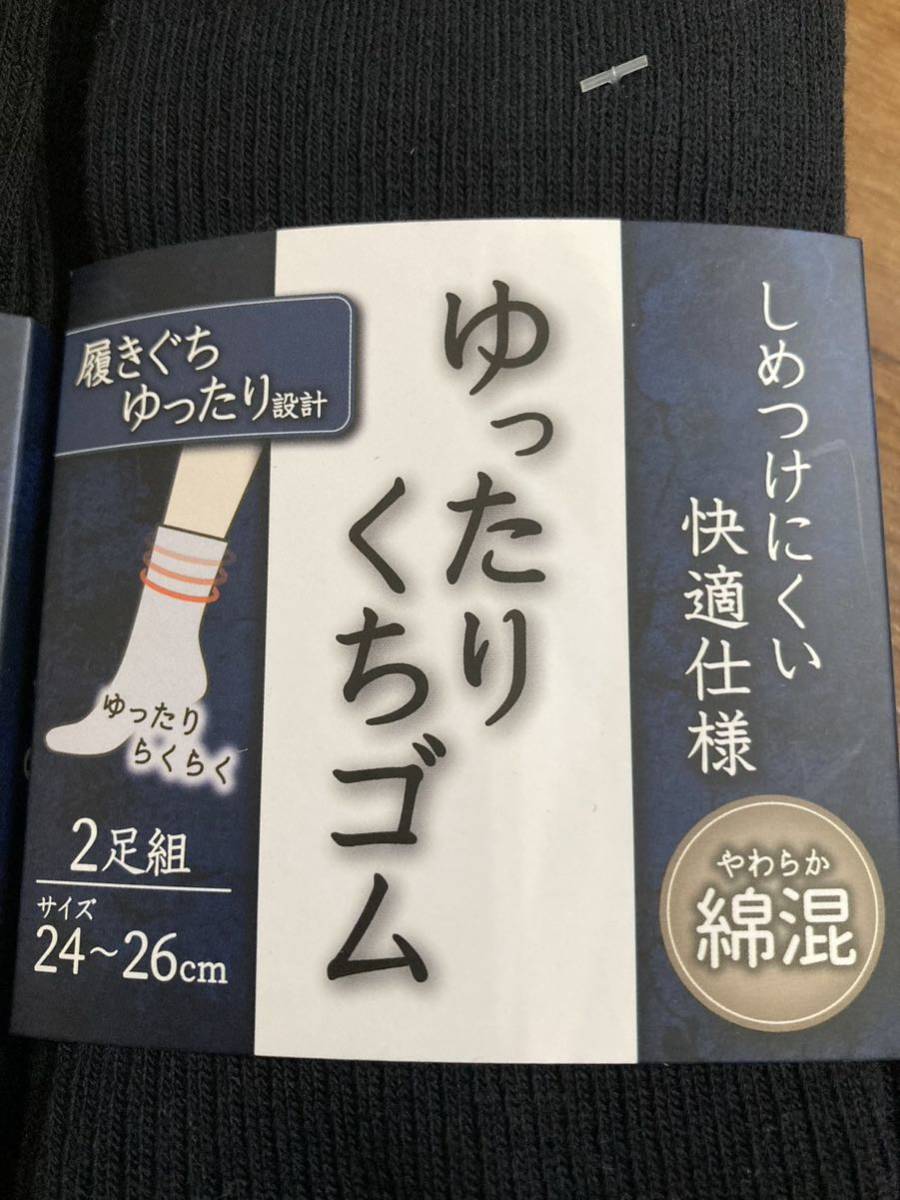 しめつけにくい
快適仕様
やわらか
綿混
ゆったり
くちゴム
履きぐち
ゆったり設計
ゆったり
らくらく
2足組
サイズ
24～26cm